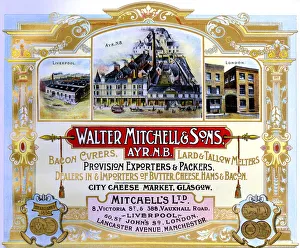 AYR. N.B.
LIVERPOOL.
LONDON.
WALTER MITCHELL & SONS.
AYR. N.B.
BACON CURERS.
LARD & TALLOW MELTERS
PROVISION EXPORTERS & PACKERS.
DEALERS IN & IMPORTERS OF BUTTER, CHEESE, HAMS & BACON.
CITY CHEESE MARKET, GLASGOW.
MITCHELL'S LTD
8, VICTORIA ST. & 388, VAUXHALL ROAD.
LIVERPOOL
60, ST JOHN'S ST. LONDON.
LANCASTER AVENUE, MANCHESTER